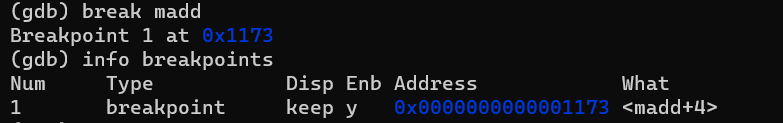 (gdb) break madd
Breakpoint 1 at 0x1173
(gdb) info breakpoints
Num     Type           Disp Enb Address            What
1       breakpoint     keep y   0x0000000000001173 <madd+4>